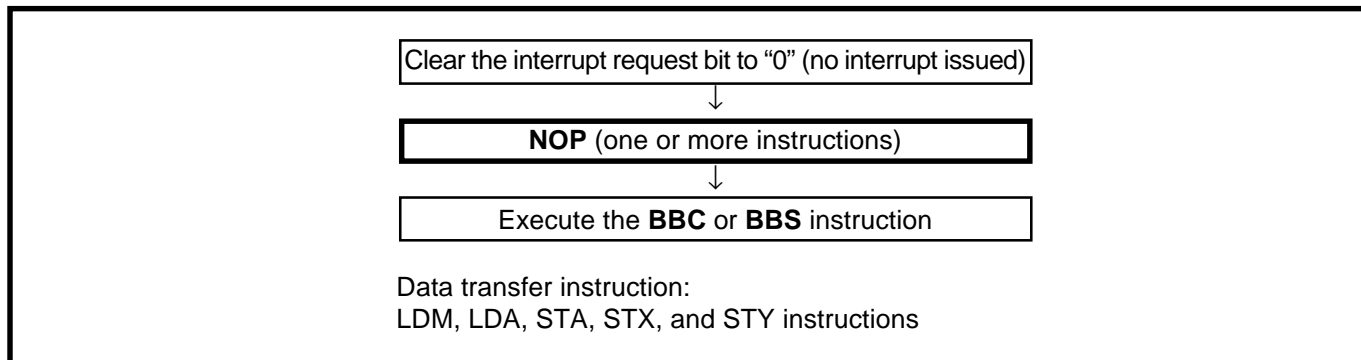 Clear the interrupt request bit to “0” (no interrupt issued)
↓
NOP (one or more instructions)
↓
Execute the BBC or BBS instruction
Data transfer instruction:
LDM, LDA, STA, STX, and STY instructions